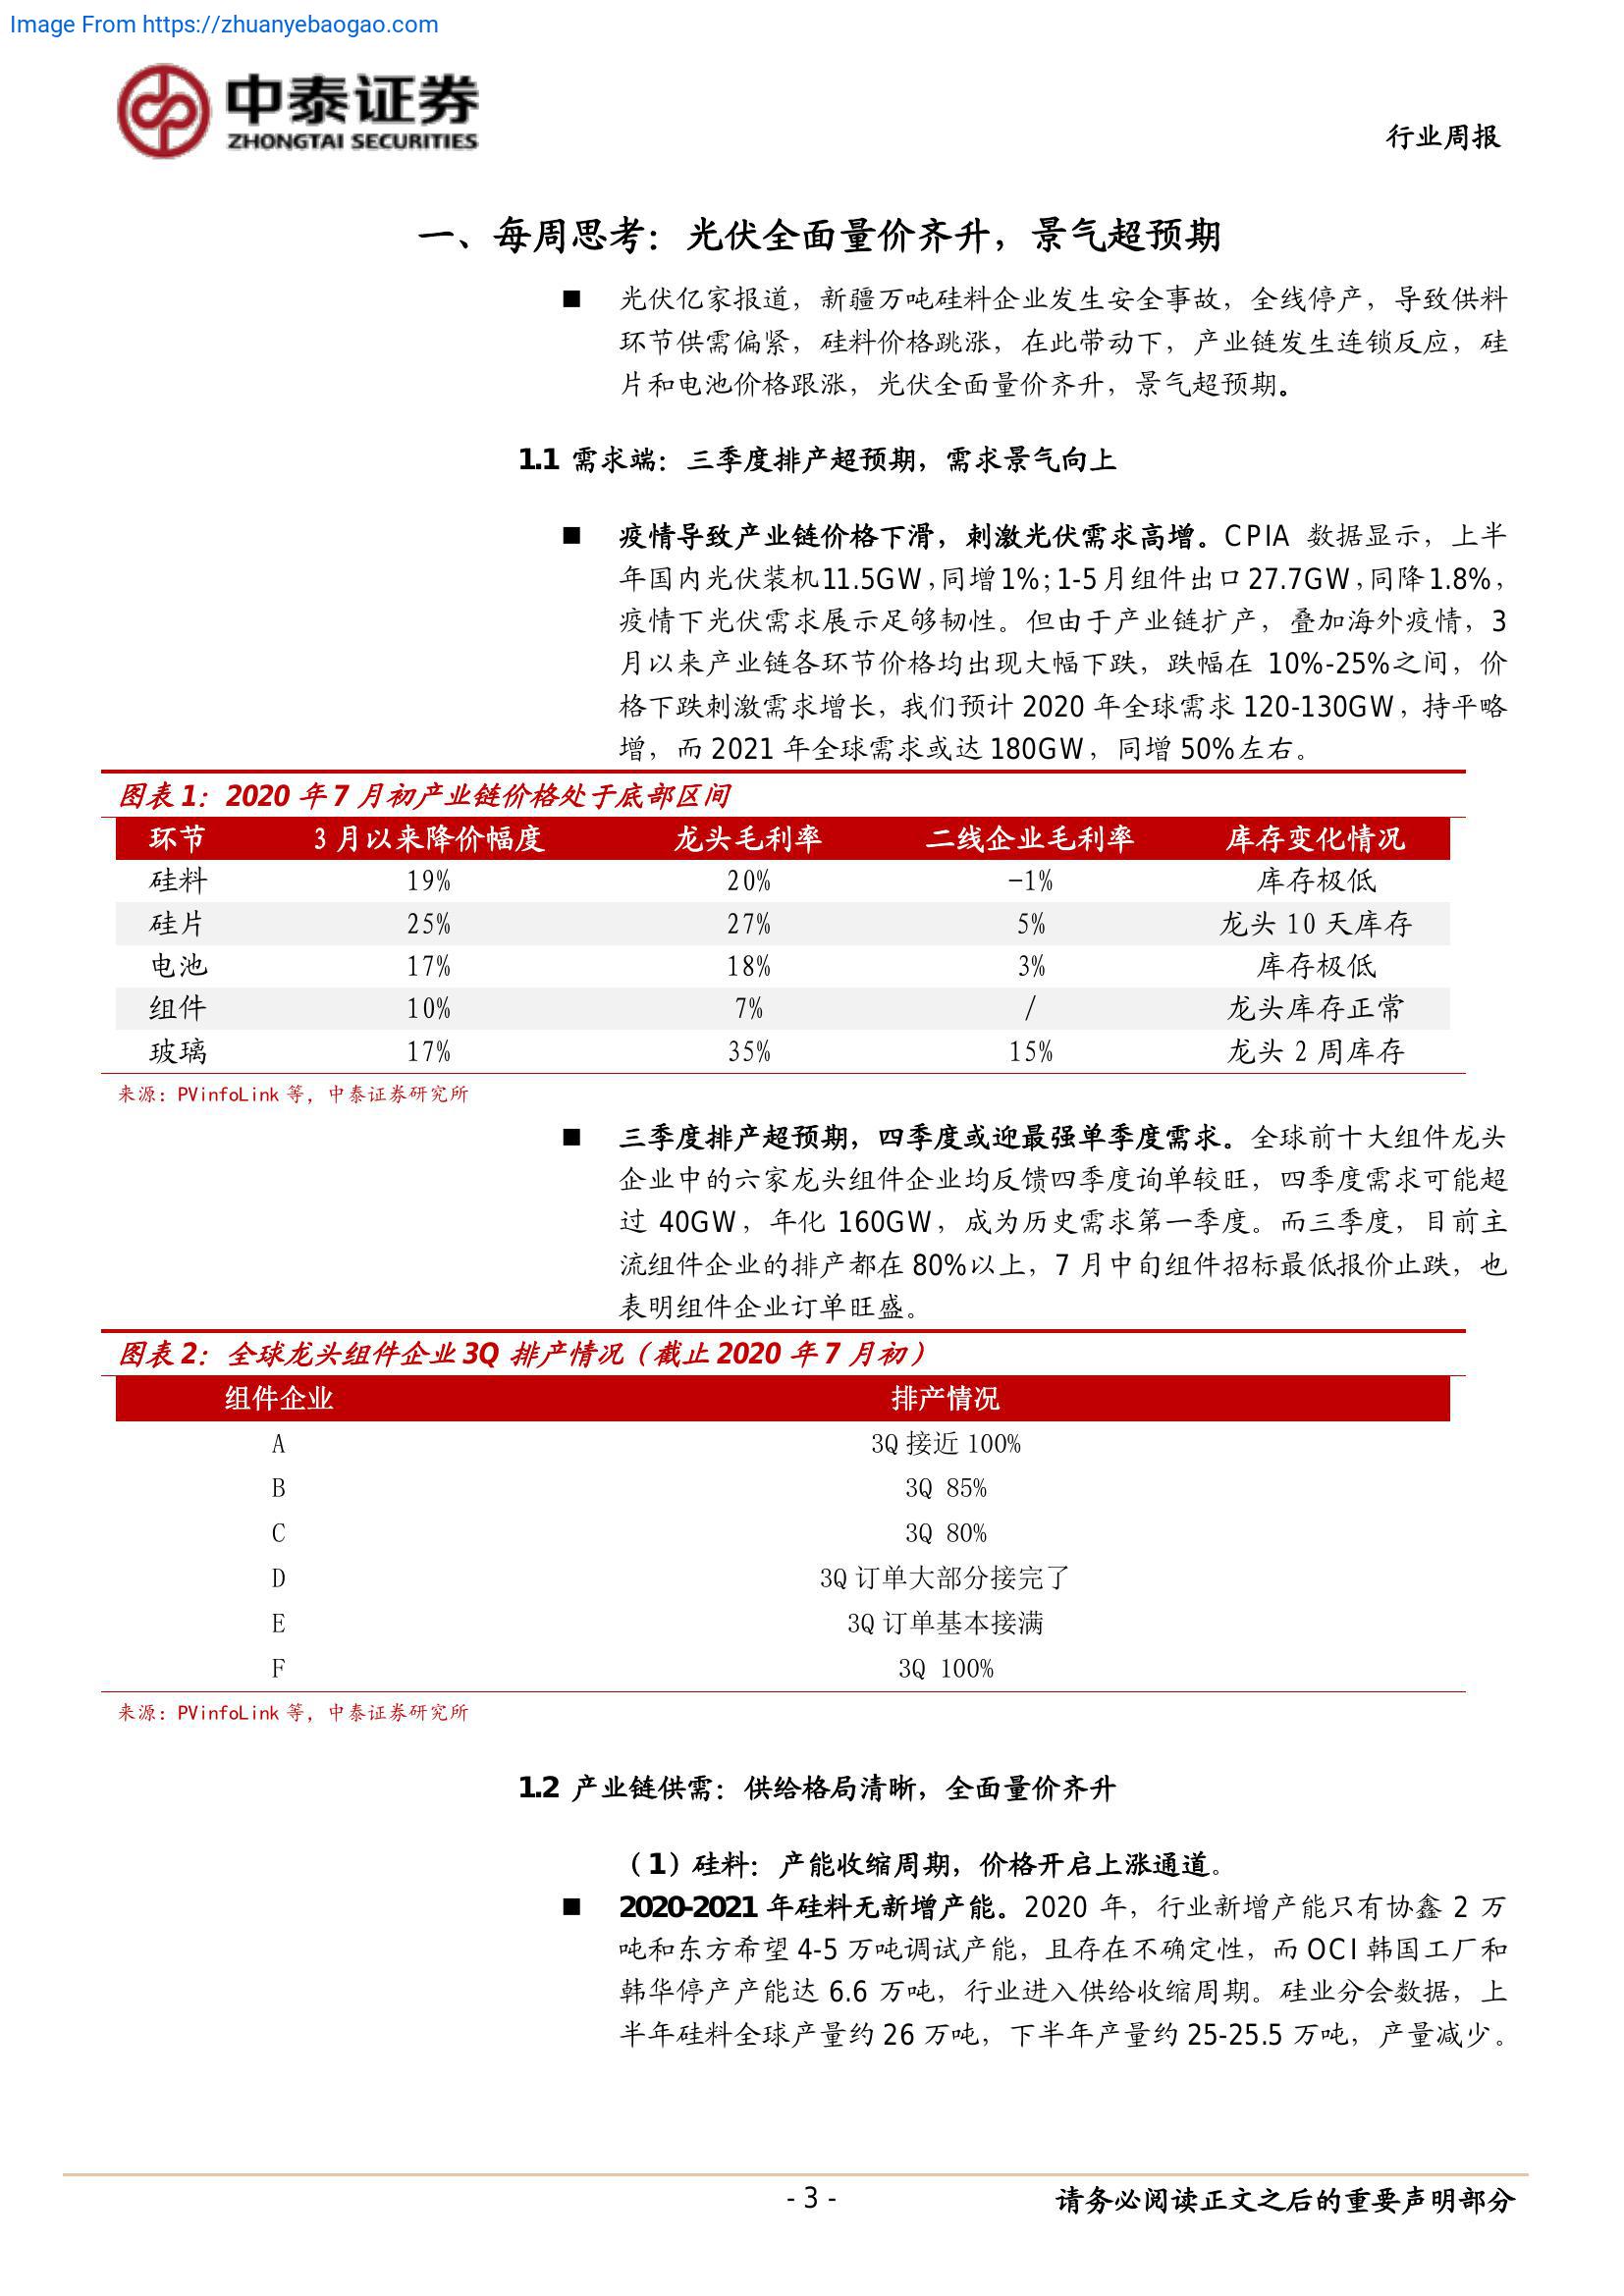 Image From https://zhuanyebaogao.com
中泰证券
ZHONGTAI SECURITIES
行业周报
一、每周思考：光伏全面量价齐升，景气超预期
■ 光伏亿家报道，新疆万吨硅料企业发生安全事故，全线停产，导致供料
环节供需偏紧，硅料价格跳涨，在此带动下，产业链发生连锁反应，硅
片和电池价格跟涨，光伏全面量价齐升，景气超预期。
1.1 需求端：三季度排产超预期，需求景气向上
■ 疫情导致产业链价格下滑，刺激光伏需求高增。CPIA 数据显示，上半
年国内光伏装机 11.5GW，同增 1%；1-5 月组件出口 27.7GW，同降 1.8%，
疫情下光伏需求展示足够韧性。但由于产业链扩产，叠加海外疫情，3
月以来产业链各环节价格均出现大幅下跌，跌幅在 10%-25%之间，价
格下跌刺激需求增长，我们预计 2020 年全球需求 120-130GW，持平略
增，而 2021 年全球需求或达 180GW，同增 50%左右。
图表 1：2020 年 7 月初产业链价格处于底部区间
环节 3 月以来降价幅度 龙头毛利率 二线企业毛利率 库存变化情况
硅料 19% 20% -1% 库存极低
硅片 25% 27% 5% 龙头 10 天库存
电池 17% 18% 3% 库存极低
组件 10% 7% / 龙头库存正常
玻璃 17% 35% 15% 龙头 2 周库存
来源：PVinfoLink 等，中泰证券研究所
■ 三季度排产超预期，四季度或迎最强单季度需求。全球前十大组件龙头
企业中的六家龙头组件企业均反馈四季度询单较旺，四季度需求可能超
过 40GW，年化 160GW，成为历史需求第一季度。而三季度，目前主
流组件企业的排产都在 80%以上，7 月中旬组件招标最低报价止跌，也
表明组件企业订单旺盛。
图表 2：全球龙头组件企业 3Q 排产情况（截止 2020 年 7 月初）
组件企业 排产情况
A 3Q 接近 100%
B 3Q 85%
C 3Q 80%
D 3Q 订单大部分接完了
E 3Q 订单基本接满
F 3Q 100%
来源：PVinfoLink 等，中泰证券研究所
1.2 产业链供需：供给格局清晰，全面量价齐升
（1）硅料：产能收缩周期，价格开启上涨通道。
■ 2020-2021 年硅料无新增产能。2020 年，行业新增产能只有协鑫 2 万
吨和东方希望 4-5 万吨调试产能，且存在不确定性，而 OCI 韩国工厂和
韩华停产产能达 6.6 万吨，行业进入供给收缩周期。硅业分会数据，上
半年硅料全球产量约 26 万吨，下半年产量约 25-25.5 万吨，产量减少。
- 3 -
请务必阅读正文之后的重要声明部分